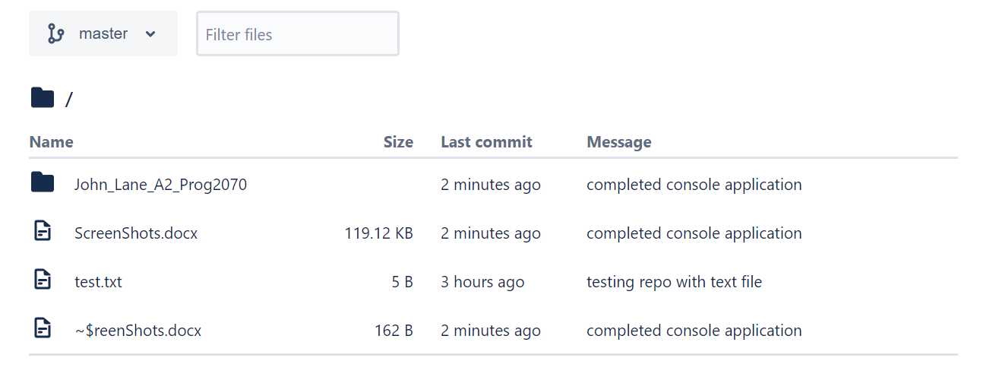 master
Filter files
/
Name Size Last commit Message
John_Lane_A2_Prog2070 2 minutes ago completed console application
ScreenShots.docx 119.12 KB 2 minutes ago completed console application
test.txt 5 B 3 hours ago testing repo with text file
~$reenShots.docx 162 B 2 minutes ago completed console application